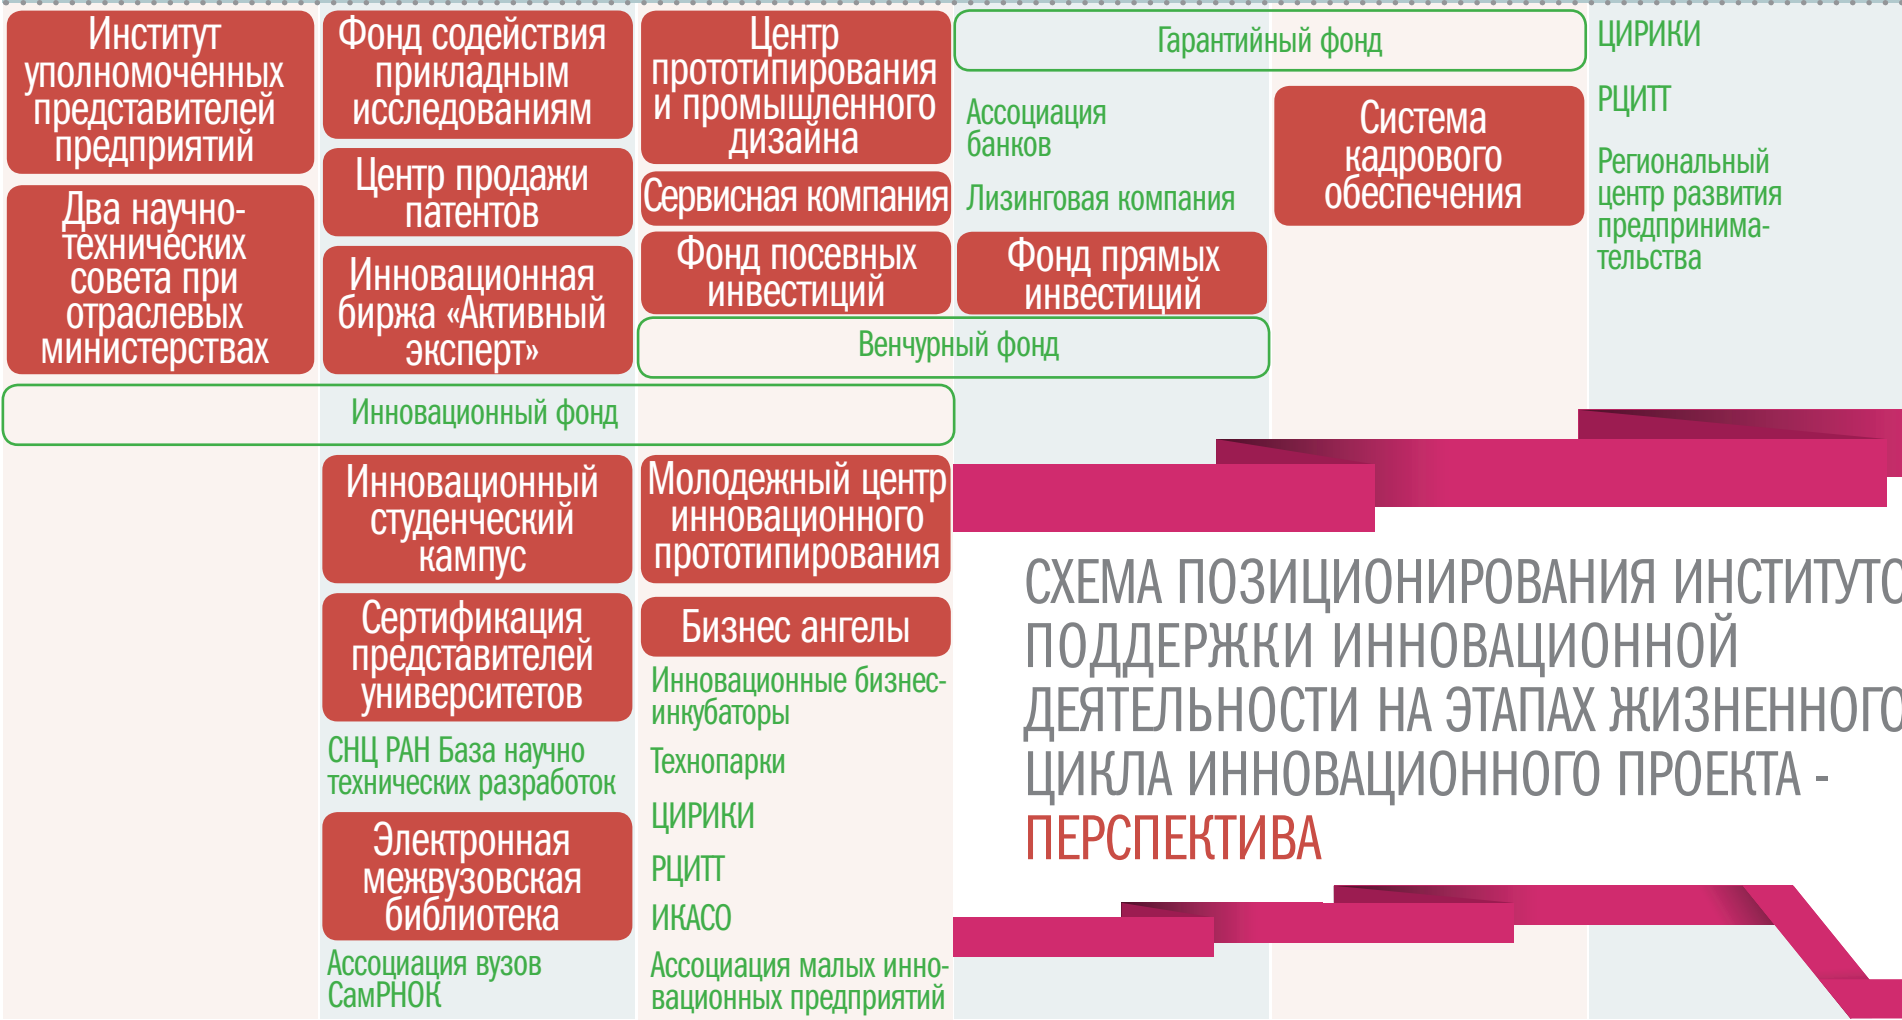 Институт
уполномоченных
представителей
предприятий
Два научно-
технических
совета при
отраслевых
министерствах
Фонд содействия
прикладным
исследованиям
Центр продажи
патентов
Инновационная
биржа «Активный
эксперт»
Центр
прототипирования
и промышленного
дизайна
Сервисная компания
Фонд посевных
инвестиций
Гарантийный фонд
Ассоциация
банков
Лизинговая компания
Фонд прямых
инвестиций
Венчурный фонд
Система
кадрового
обеспечения
ЦИРИКИ
РЦИТТ
Региональный
центр развития
предпринима-
тельства
Инновационный фонд
Инновационный
студенческий
кампус
Сертификация
представителей
университетов
СНЦ РАН База научно
технических разработок
Электронная
межвузовская
библиотека
Ассоциация вузов
СамРНОК
Молодежный центр
инновационного
прототипирования
Бизнес ангелы
Инновационные бизнес-
инкубаторы
Технопарки
ЦИРИКИ
РЦИТТ
ИКАСО
Ассоциация малых инно-
вационных предприятий
СХЕМА ПОЗИЦИОНИРОВАНИЯ ИНСТИТУТО
ПОДДЕРЖКИ ИННОВАЦИОННОЙ
ДЕЯТЕЛЬНОСТИ НА ЭТАПАХ ЖИЗНЕННОГО
ЦИКЛА ИННОВАЦИОННОГО ПРОЕКТА -
ПЕРСПЕКТИВА